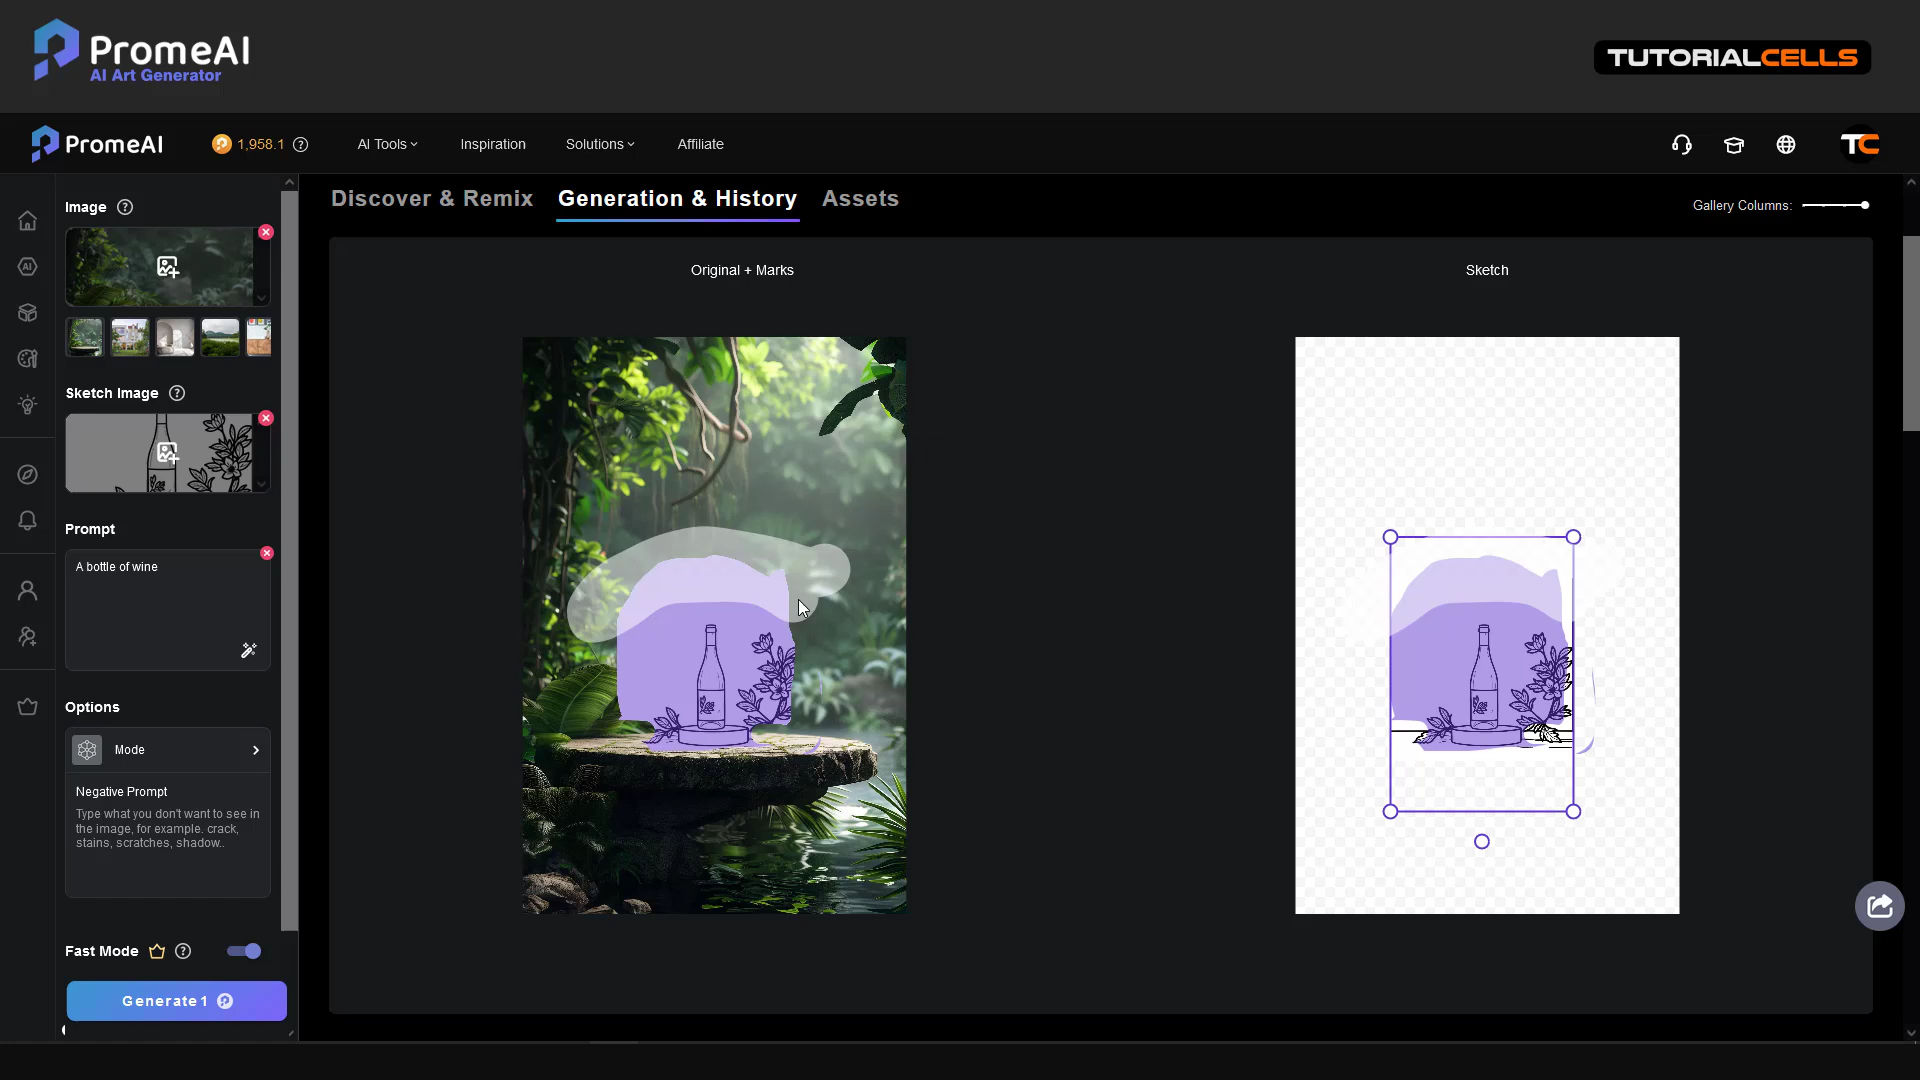 PromeAI
AI Art Generator
TUTORIALCELLS
PromeAI
1,958.1
AI Tools
Inspiration
Solutions
Affiliate
TC
Discover & Remix
Generation & History
Assets
Gallery Columns:
Image
Original + Marks
Sketch
AI
Sketch Image
Prompt
A bottle of wine
Options
Mode
Negative Prompt
Type what you don't want to see in
the image, for example. crack,
stains, scratches, shadow..
Fast Mode
Generate 1